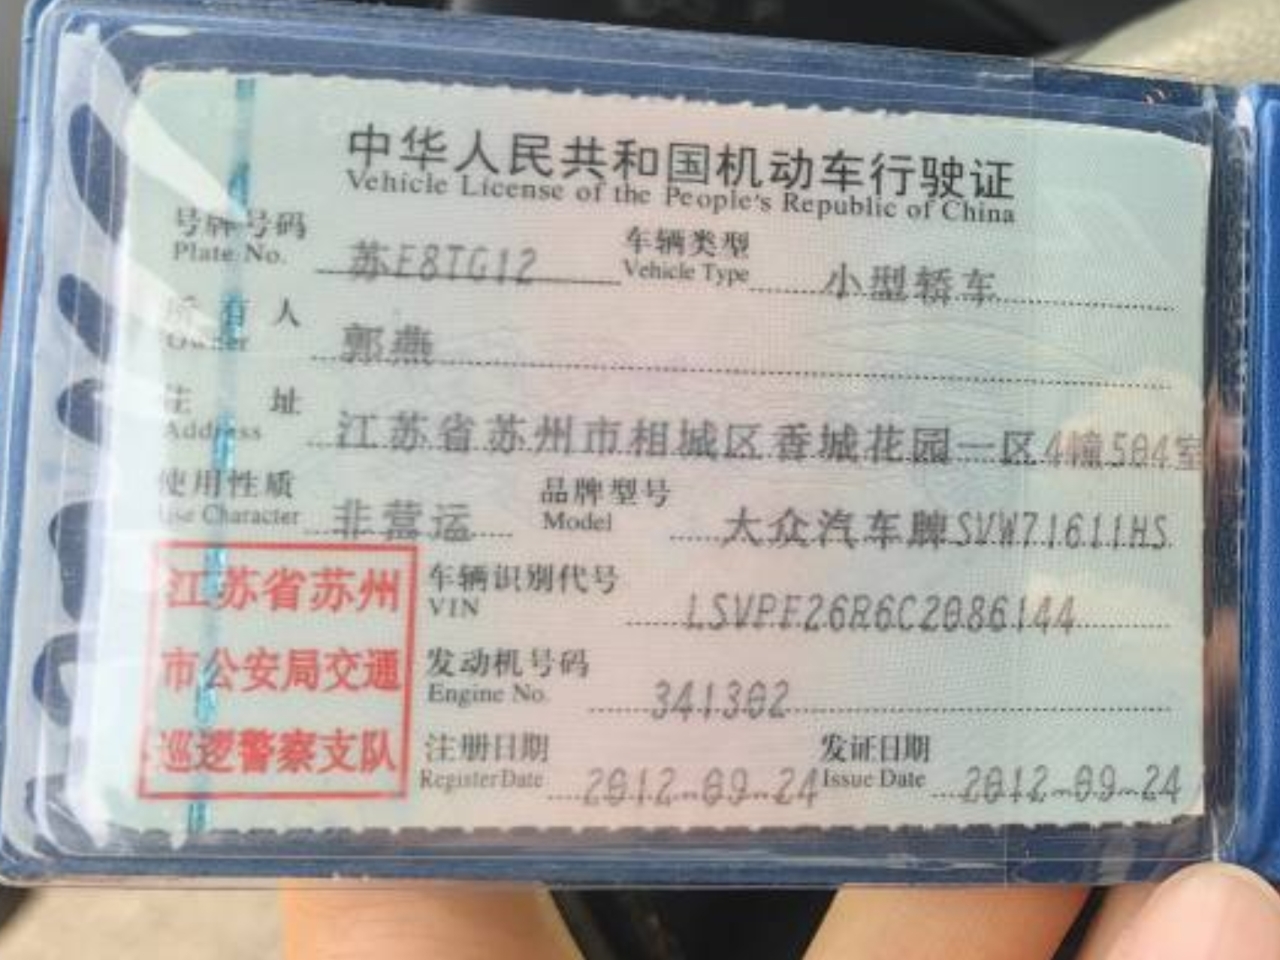 中华人民共和国机动车行驶证
Vehicle License of the People's Republic of China
号牌号码 苏E8TG12 车辆类型 小型轿车
Plate No. Vehicle Type
所有人 郭燕
Owner
住址 江苏省苏州市相城区香城花园一区4幢504室
Address
使用性质 非营运 品牌型号 大众汽车牌SVW71611HS
Use Character Model
江苏省苏州
市公安局交通
巡逻警察支队
车辆识别代号 LSVPF26R6C2086144
VIN
发动机号码 341302
Engine No.
注册日期 2012-09-24 发证日期 2012-09-24
Register Date Issue Date